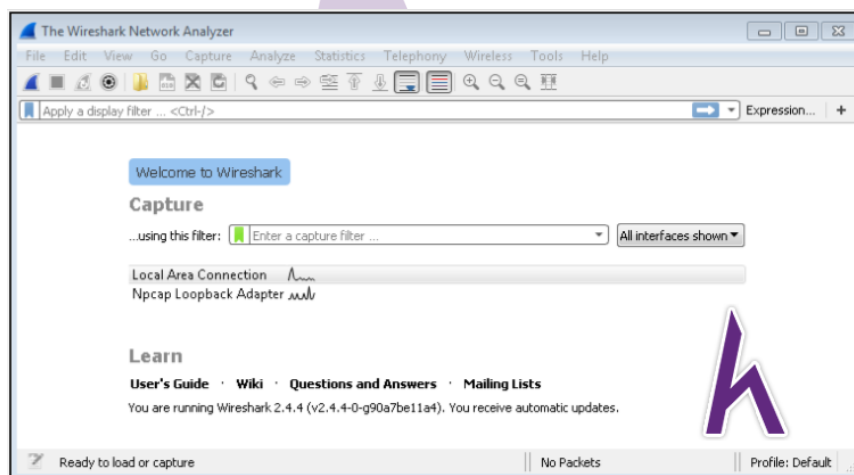 The Wireshark Network Analyzer
File Edit View Go Capture Analyze Statistics Telephony Wireless Tools Help
Apply a display filter ... <Ctrl-/> Expression... +
Welcome to Wireshark
Capture
...using this filter: Enter a capture filter ... All interfaces shown
Local Area Connection
Npcap Loopback Adapter
Learn
User's Guide · Wiki · Questions and Answers · Mailing Lists
You are running Wireshark 2.4.4 (v2.4.4-0-g90a7be11a4). You receive automatic updates.
Ready to load or capture No Packets Profile: Default
h